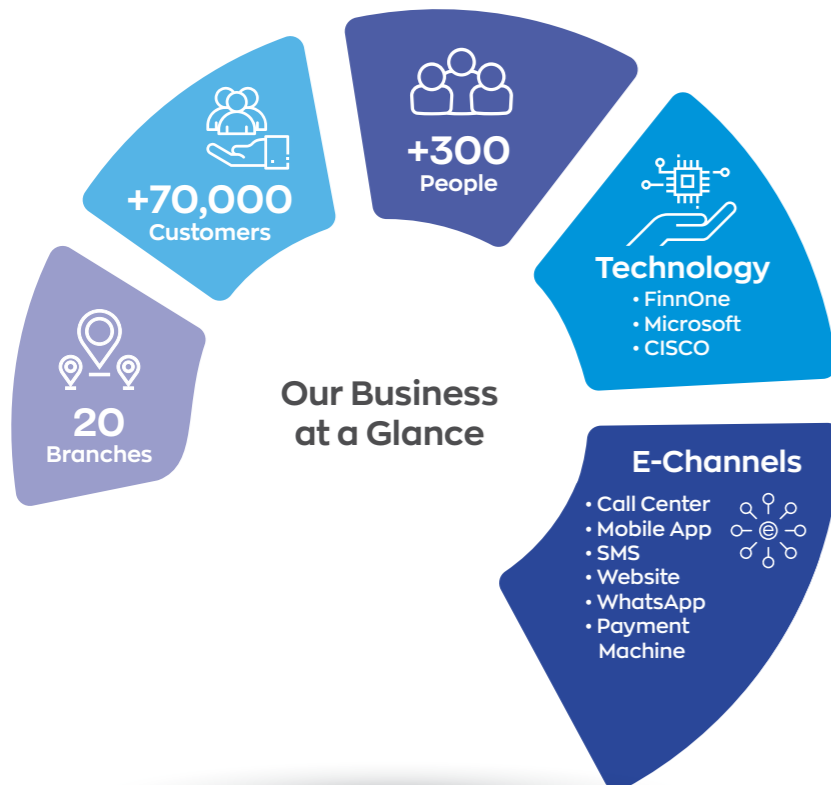 20
Branches
+70,000
Customers
+300
People
Technology
• FinnOne
• Microsoft
• CISCO
E-Channels
• Call Center
• Mobile App
• SMS
• Website
• WhatsApp
• Payment
Machine
e
Our Business
at a Glance